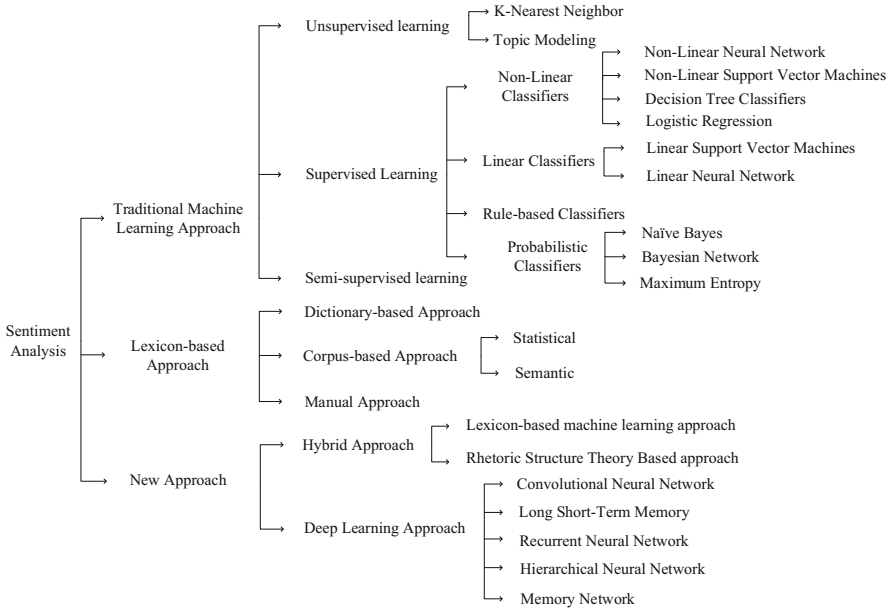 Sentiment
Analysis
Traditional Machine
Learning Approach
Unsupervised learning
K-Nearest Neighbor
Topic Modeling
Supervised Learning
Non-Linear
Classifiers
Non-Linear Neural Network
Non-Linear Support Vector Machines
Decision Tree Classifiers
Logistic Regression
Linear Classifiers
Linear Support Vector Machines
Linear Neural Network
Rule-based Classifiers
Probabilistic
Classifiers
Naïve Bayes
Bayesian Network
Maximum Entropy
Semi-supervised learning
Lexicon-based
Approach
Dictionary-based Approach
Corpus-based Approach
Statistical
Semantic
Manual Approach
New Approach
Hybrid Approach
Lexicon-based machine learning approach
Rhetoric Structure Theory Based approach
Deep Learning Approach
Convolutional Neural Network
Long Short-Term Memory
Recurrent Neural Network
Hierarchical Neural Network
Memory Network